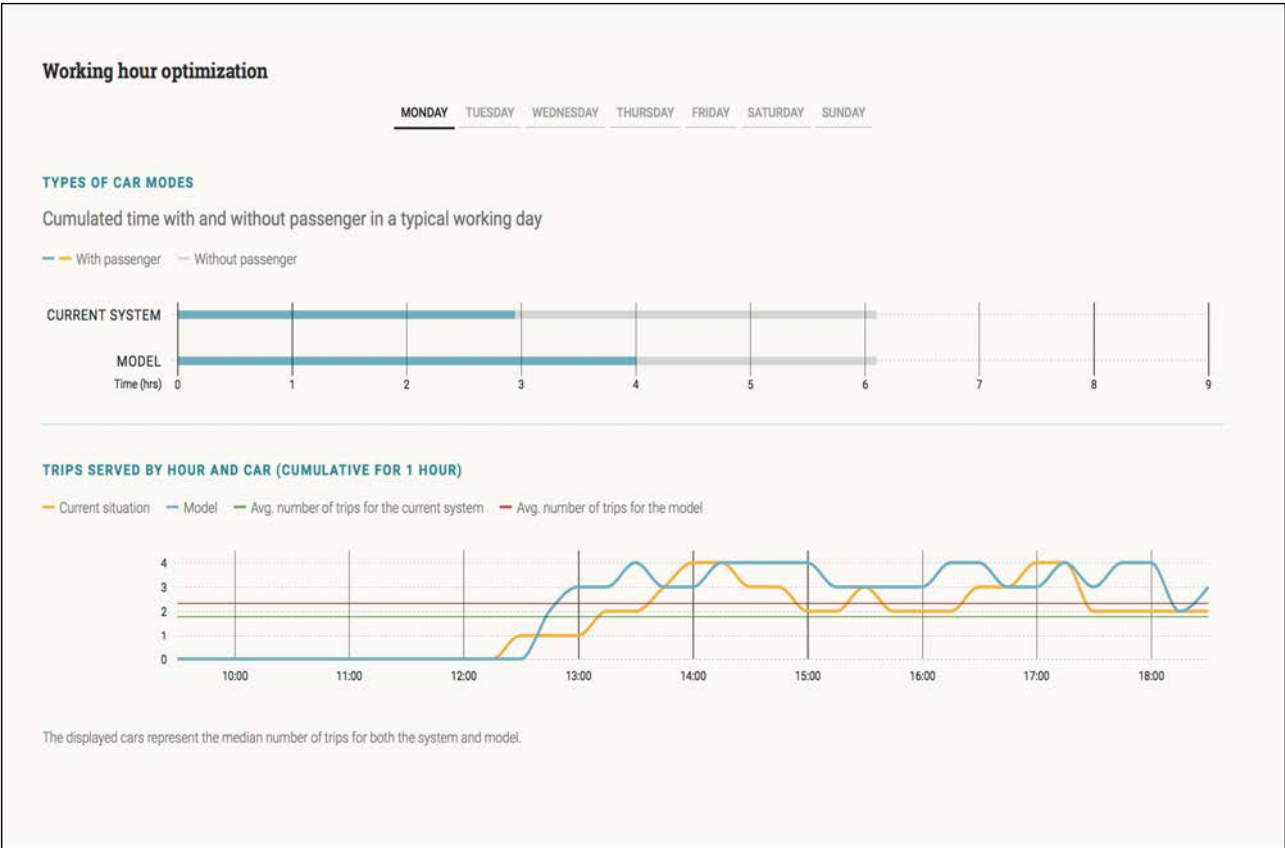 Working hour optimization
MONDAY TUESDAY WEDNESDAY THURSDAY FRIDAY SATURDAY SUNDAY
TYPES OF CAR MODES
Cumulated time with and without passenger in a typical working day
With passenger Without passenger
CURRENT SYSTEM
MODEL
Time (hrs) 0 1 2 3 4 5 6 7 8 9
TRIPS SERVED BY HOUR AND CAR (CUMULATIVE FOR 1 HOUR)
Current situation Model Avg. number of trips for the current system Avg. number of trips for the model
4
3
2
1
0
10:00 11:00 12:00 13:00 14:00 15:00 16:00 17:00 18:00
The displayed cars represent the median number of trips for both the system and model.